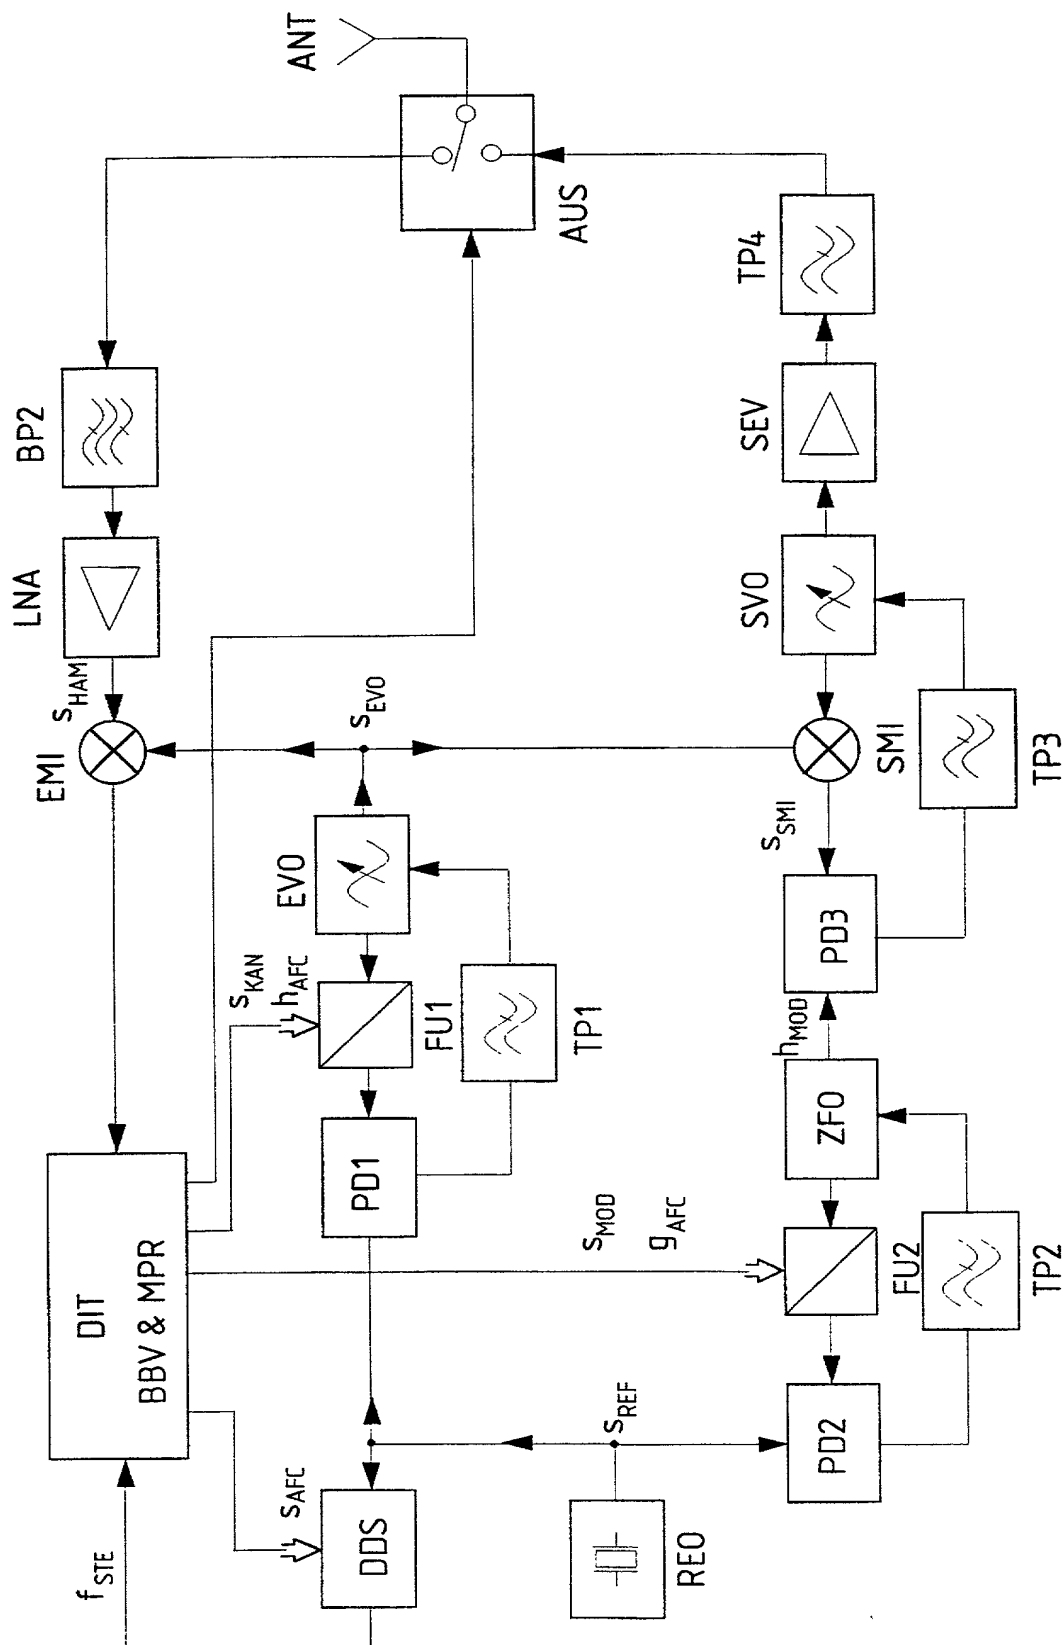 ANT
AUS
BP2
LNA
s_HAM
EMI
s_EVO
EVO
s_KAN
h_AFC
FU1
TP1
PD1
DIT
BBV & MPR
f_STE
s_AFC
DDS
REO
s_REF
s_MOD
g_AFC
PD2
FU2
TP2
ZFO
h_MOD
PD3
s_SMI
SMI
TP3
SVO
SEV
TP4